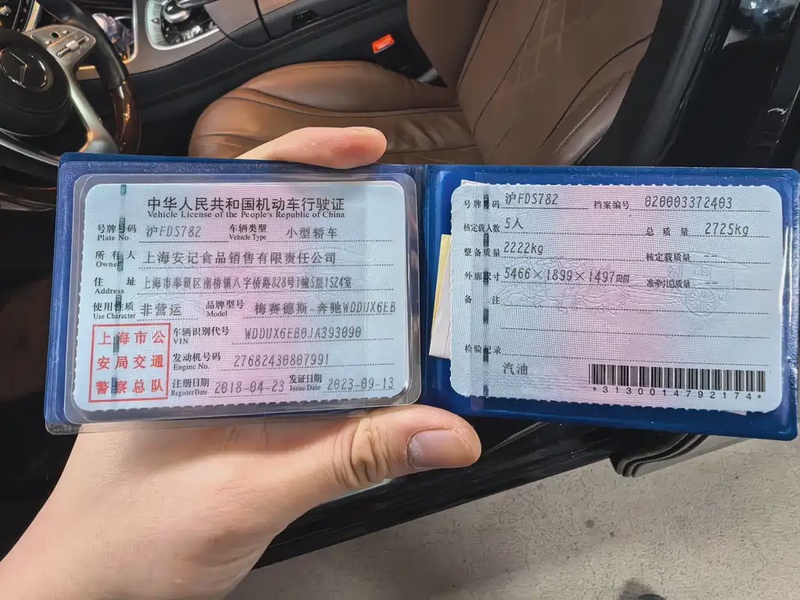 中华人民共和国机动车行驶证
Vehicle License of the People's Republic of China
号牌号码 沪FDS782 车辆类型 小型轿车
Plate No. Vehicle Type
所有人 上海安记食品销售有限责任公司
Owner
住址 上海市奉贤区南桥镇八字桥路828号1幢5层1SZ4室
Address
使用性质 非营运 品牌型号 梅赛德斯-奔驰WDDUX6EB
Use Character Model
上海市公
安局交通
警察总队
车辆识别代号 WDDUX6EB0JA393090
VIN
发动机号码 27682430807991
Engine No.
注册日期 2018-04-23 发证日期 2023-09-13
Register Date Issue Date
号牌号码 沪FDS782 档案编号 020003372403
核定载人数 5人 总质量 2725kg
整备质量 2222kg 核定载质量 --
外廓尺寸 5466×1899×1497mm 准牵引总质量 --
备注
检验记录
汽油
*3130014792174*